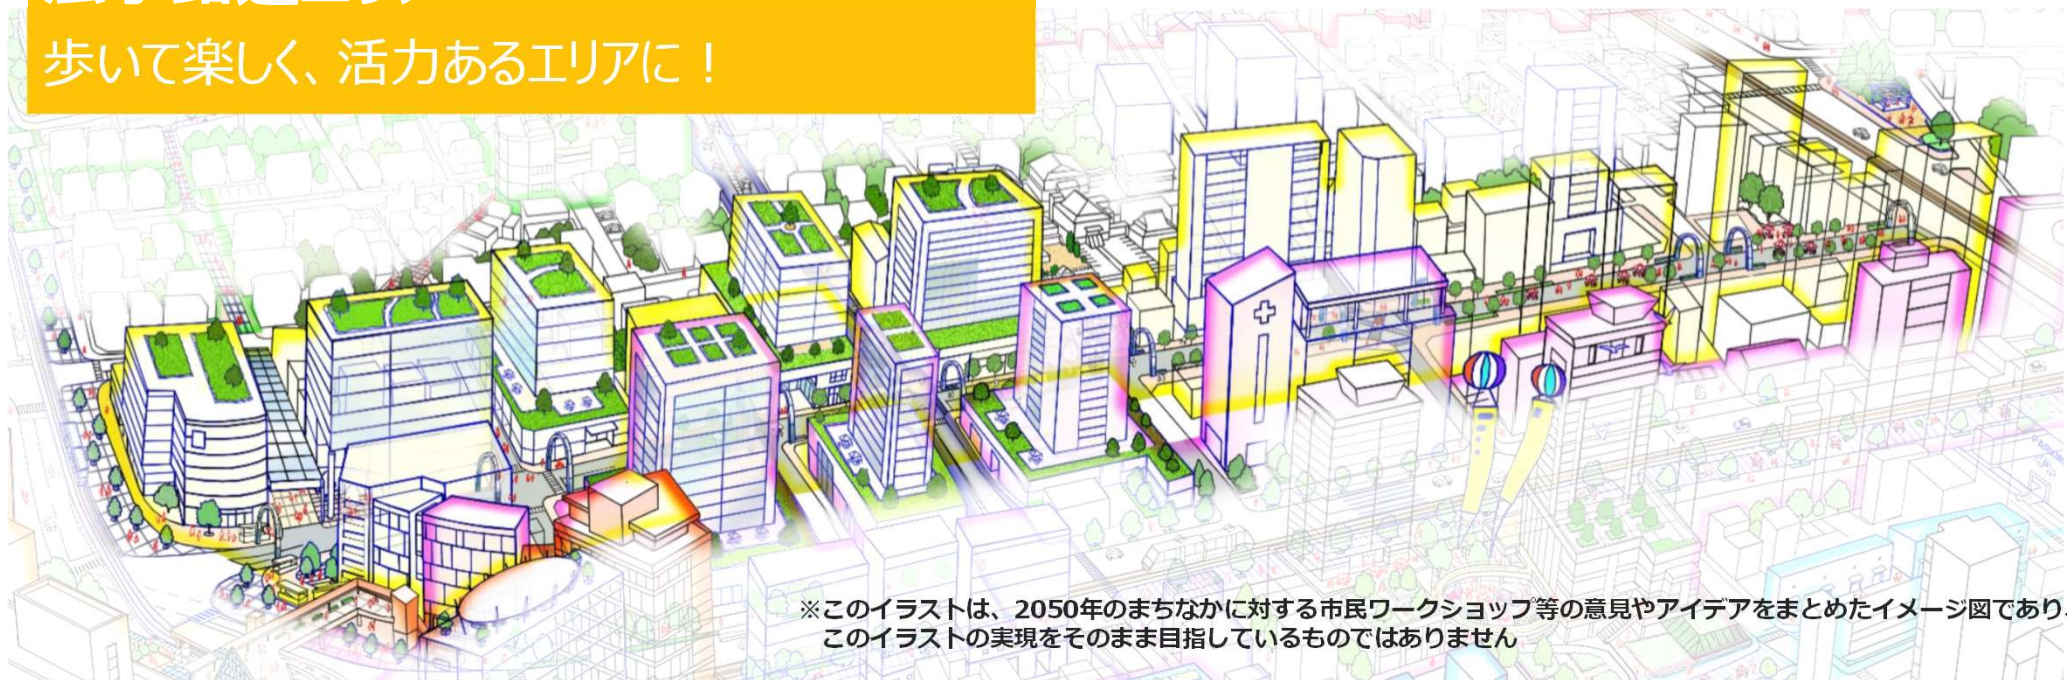 歩いて楽しく、活力あるエリアに！
※このイラストは、2050年のまちなかに対する市民ワークショップ等の意見やアイデアをまとめたイメージ図であり、
このイラストの実現をそのまま目指しているものではありません